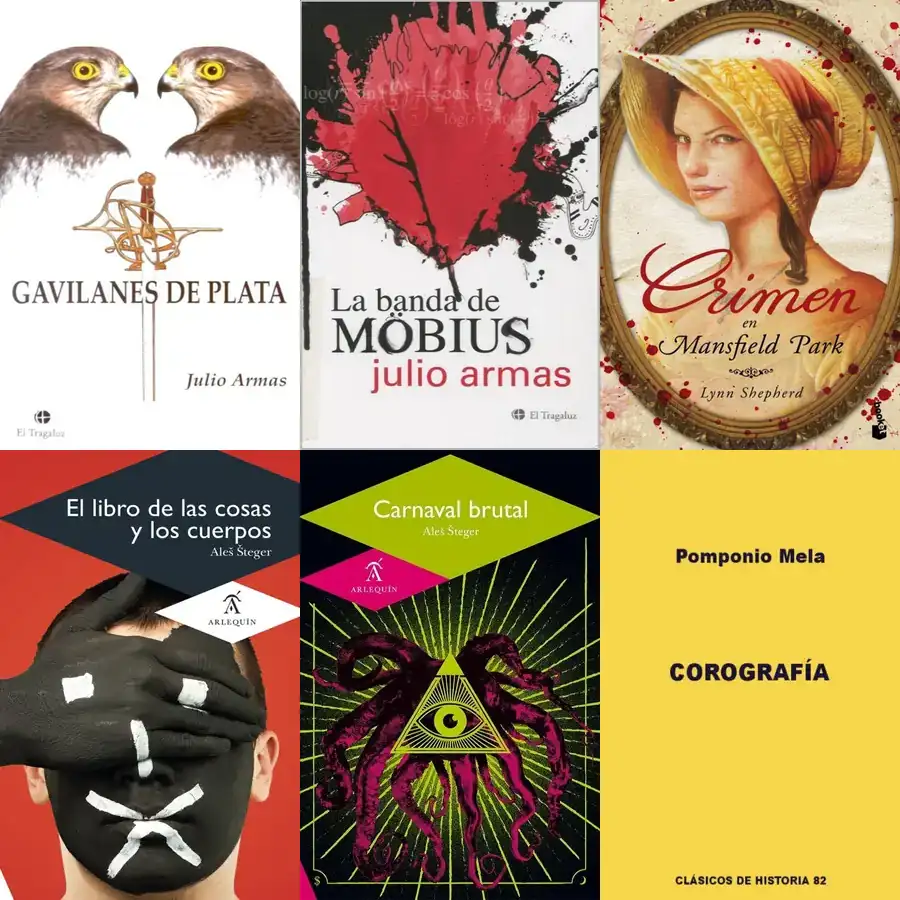 GAVILANES DE PLATA
Julio Armas
El Tragaluz
La banda de
MÖBIUS
julio armas
El Tragaluz
Crimen
en
Mansfield Park
Lynn Shepherd
booket
El libro de las cosas
y los cuerpos
Aleš Šteger
ARLEQUÍN
Carnaval brutal
Aleš Šteger
ARLEQUÍN
$
Pomponio Mela
COROGRAFÍA
CLÁSICOS DE HISTORIA 82